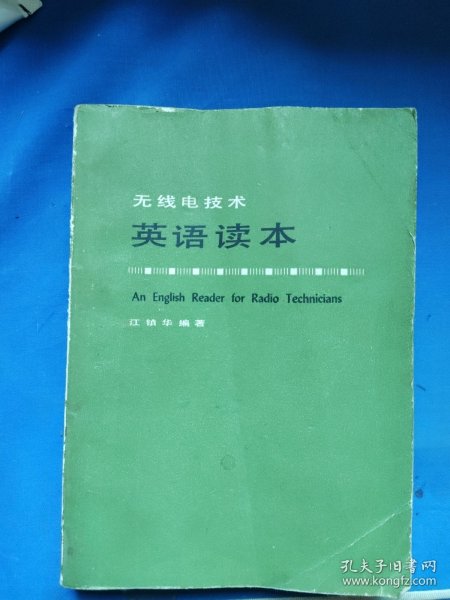 无线电技术
英语读本
An English Reader for Radio Technicians
江镇华编著
孔夫子旧书网
www.kongfz.com